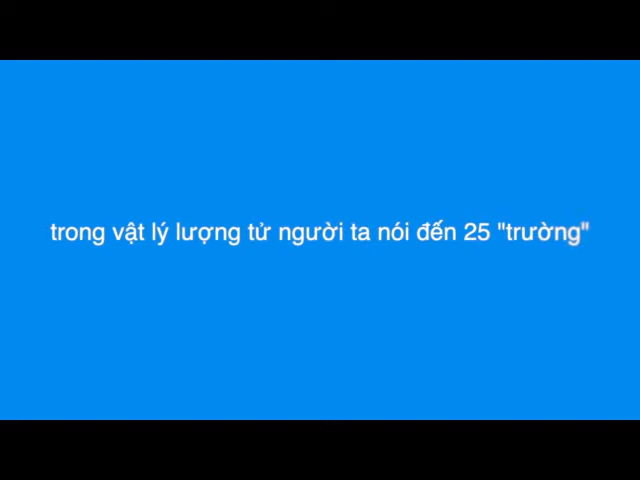 trong vật lý lượng tử người ta nói đến 25 "trường"